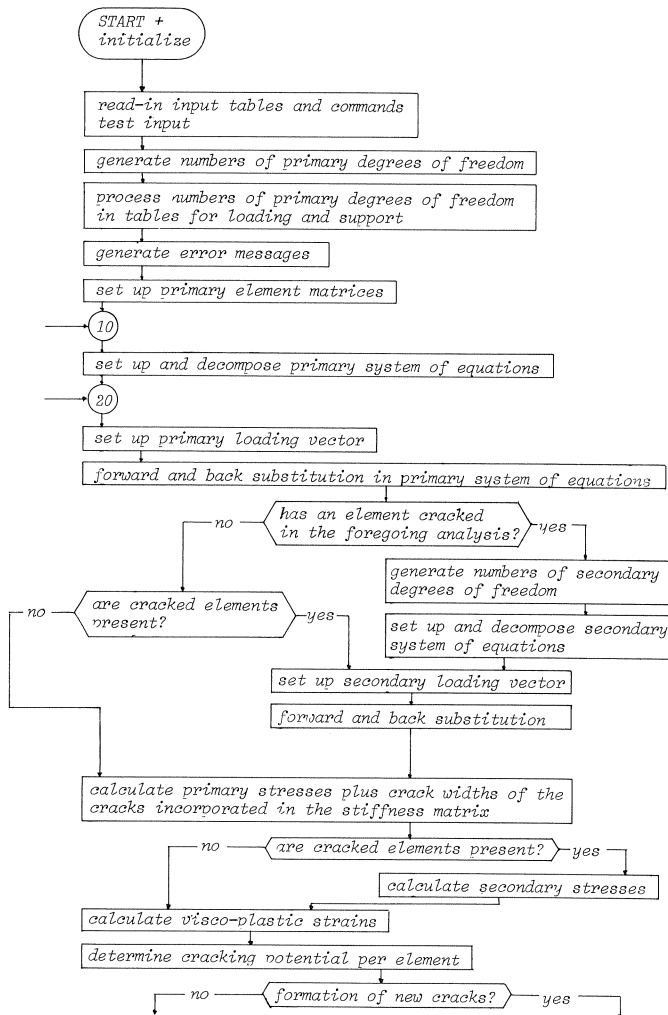 START +
initialize
read-in input tables and commands
test input
generate numbers of primary degrees of freedom
process numbers of primary degrees of freedom
in tables for loading and support
generate error messages
set up primary element matrices
10
set up and decompose primary system of equations
20
set up primary loading vector
forward and back substitution in primary system of equations
has an element cracked
in the foregoing analysis?
no
yes
generate numbers of secondary
degrees of freedom
are cracked elements
present?
no
yes
set up and decompose secondary
system of equations
set up secondary loading vector
forward and back substitution
calculate primary stresses plus crack widths of the
cracks incorporated in the stiffness matrix
no
are cracked elements present?
yes
calculate secondary stresses
calculate visco-plastic strains
determine cracking potential per element
no
formation of new cracks?
yes